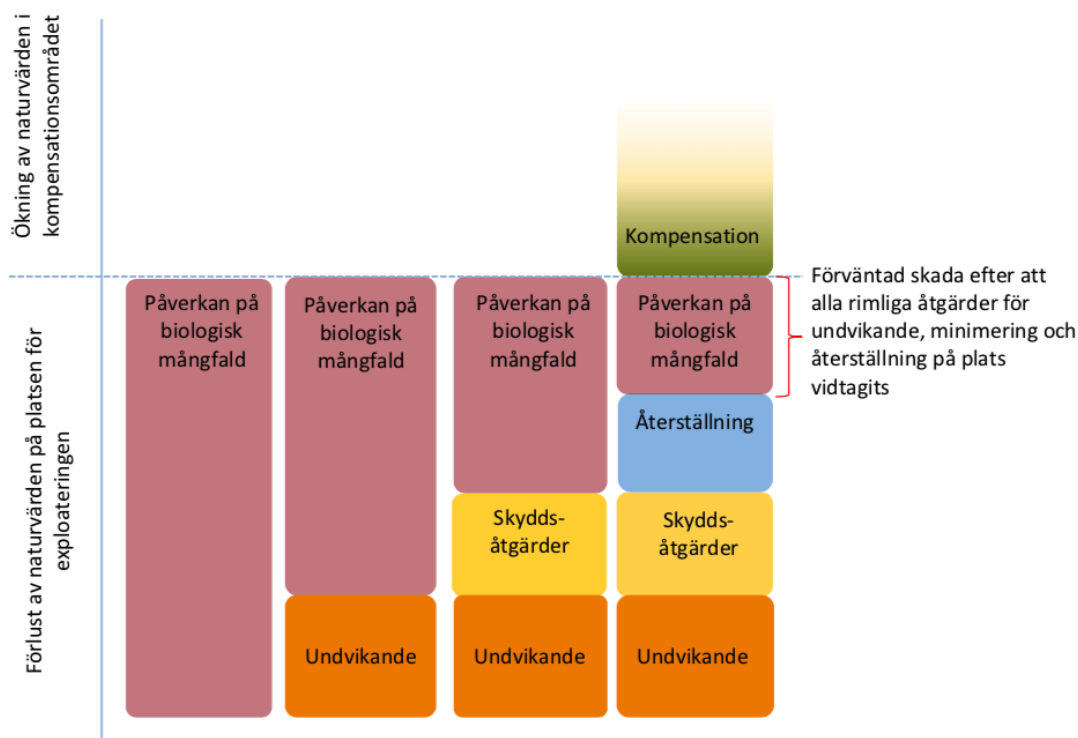 Ökning av naturvärden i
kompensationsområdet
Förlust av naturvärden på platsen för
exploateringen
Påverkan på
biologisk
mångfald
Påverkan på
biologisk
mångfald
Undvikande
Påverkan på
biologisk
mångfald
Skydds-
åtgärder
Undvikande
Kompensation
Påverkan på
biologisk
mångfald
Återställning
Skydds-
åtgärder
Undvikande
Förväntad skada efter att
alla rimliga åtgärder för
undvikande, minimering och
återställning på plats
vidtagits